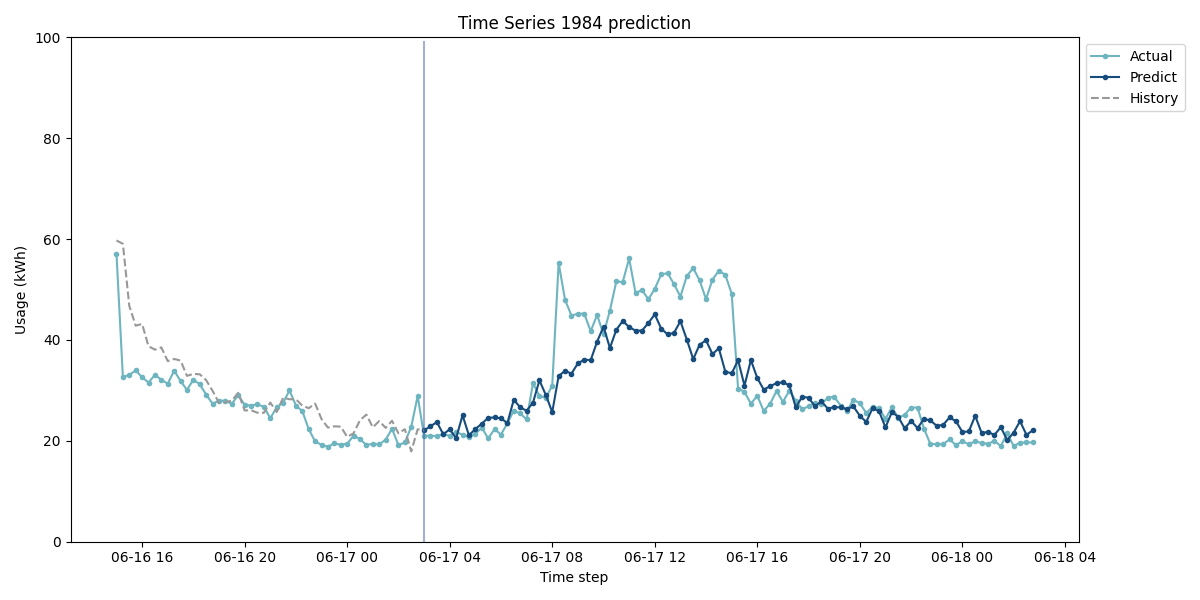 Time Series 1984 prediction
Usage (kWh)
100
80
60
40
20
0
06-16 16
06-16 20
06-17 00
06-17 04
06-17 08
06-17 12
06-17 16
06-17 20
06-18 00
06-18 04
Time step
Actual
Predict
History